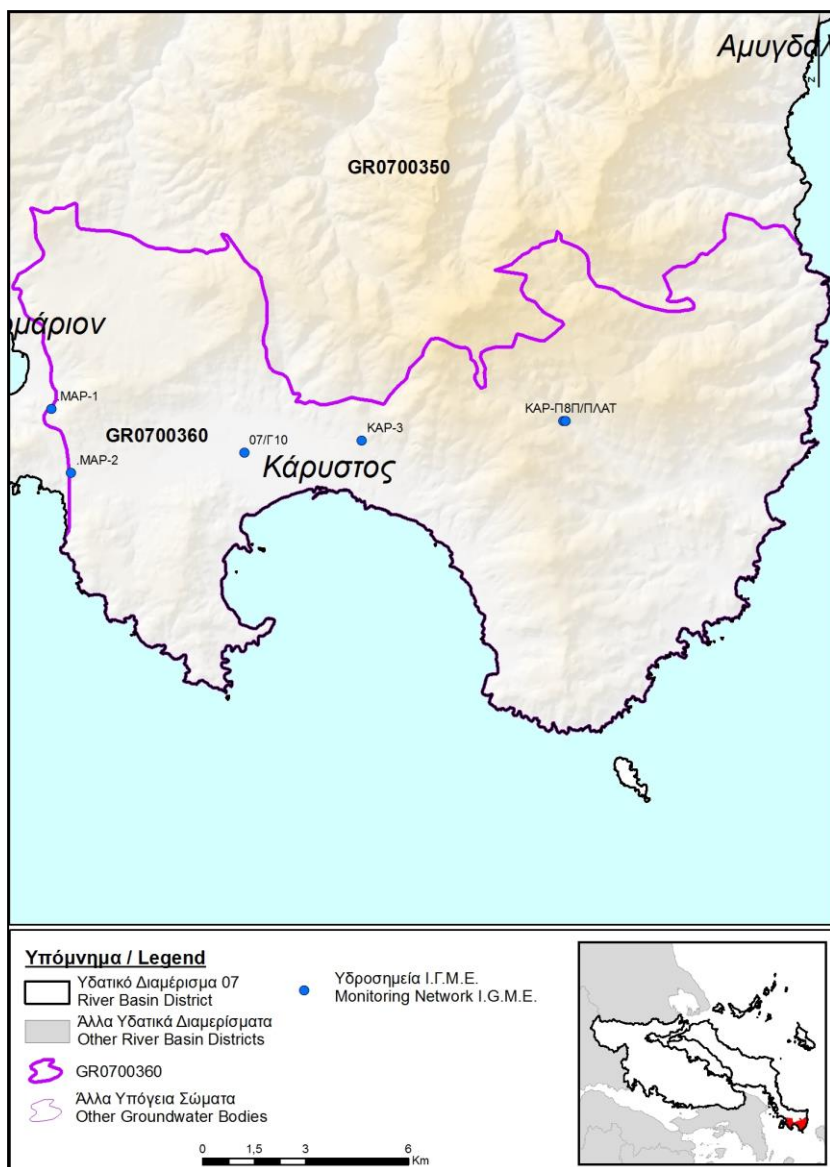 Αμυγδαλ
z
GR0700350
ομάριον
.ΜΑΡ-1
GR0700360
07/Γ10
ΚΑΡ-3
ΚΑΡ-Π8Π/ΠΛΑΤ
Κάρυστος
.ΜΑΡ-2
Υπόμνημα / Legend
Υδατικό Διαμέρισμα 07
River Basin District
Άλλα Υδατικά Διαμερίσματα
Other River Basin Districts
GR0700360
Άλλα Υπόγεια Σώματα
Other Groundwater Bodies
Υδροσημεία Ι.Γ.Μ.Ε.
Monitoring Network I.G.M.E.
0 1,5 3 6
Km